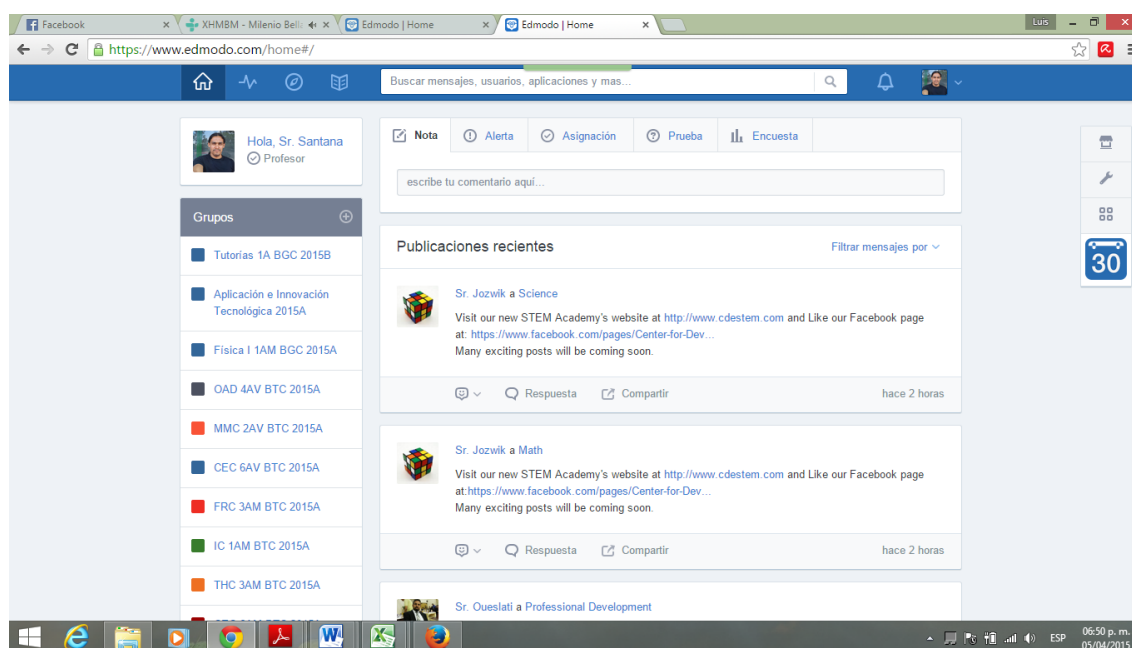 Facebook
XHMBM - Milenio Bell
Edmodo | Home
Edmodo | Home
Luis
https://www.edmodo.com/home#/
Buscar mensajes, usuarios, aplicaciones y mas...
Hola, Sr. Santana
Profesor
Grupos
Tutorías 1A BGC 2015B
Aplicación e Innovación
Tecnológica 2015A
Física I 1AM BGC 2015A
OAD 4AV BTC 2015A
MMC 2AV BTC 2015A
CEC 6AV BTC 2015A
FRC 3AM BTC 2015A
IC 1AM BTC 2015A
THC 3AM BTC 2015A
Nota Alerta Asignación Prueba Encuesta
escribe tu comentario aquí...
Publicaciones recientes
Filtrar mensajes por
Sr. Jozwik a Science
Visit our new STEM Academy's website at http://www.cdestem.com and Like our Facebook page
at: https://www.facebook.com/pages/Center-for-Dev...
Many exciting posts will be coming soon.
Respuesta Compartir hace 2 horas
Sr. Jozwik a Math
Visit our new STEM Academy's website at http://www.cdestem.com and Like our Facebook page
at:https://www.facebook.com/pages/Center-for-Dev...
Many exciting posts will be coming soon.
Respuesta Compartir hace 2 horas
Sr. Oueslati a Professional Development
30
ESP
06:50 p. m.
05/04/2015